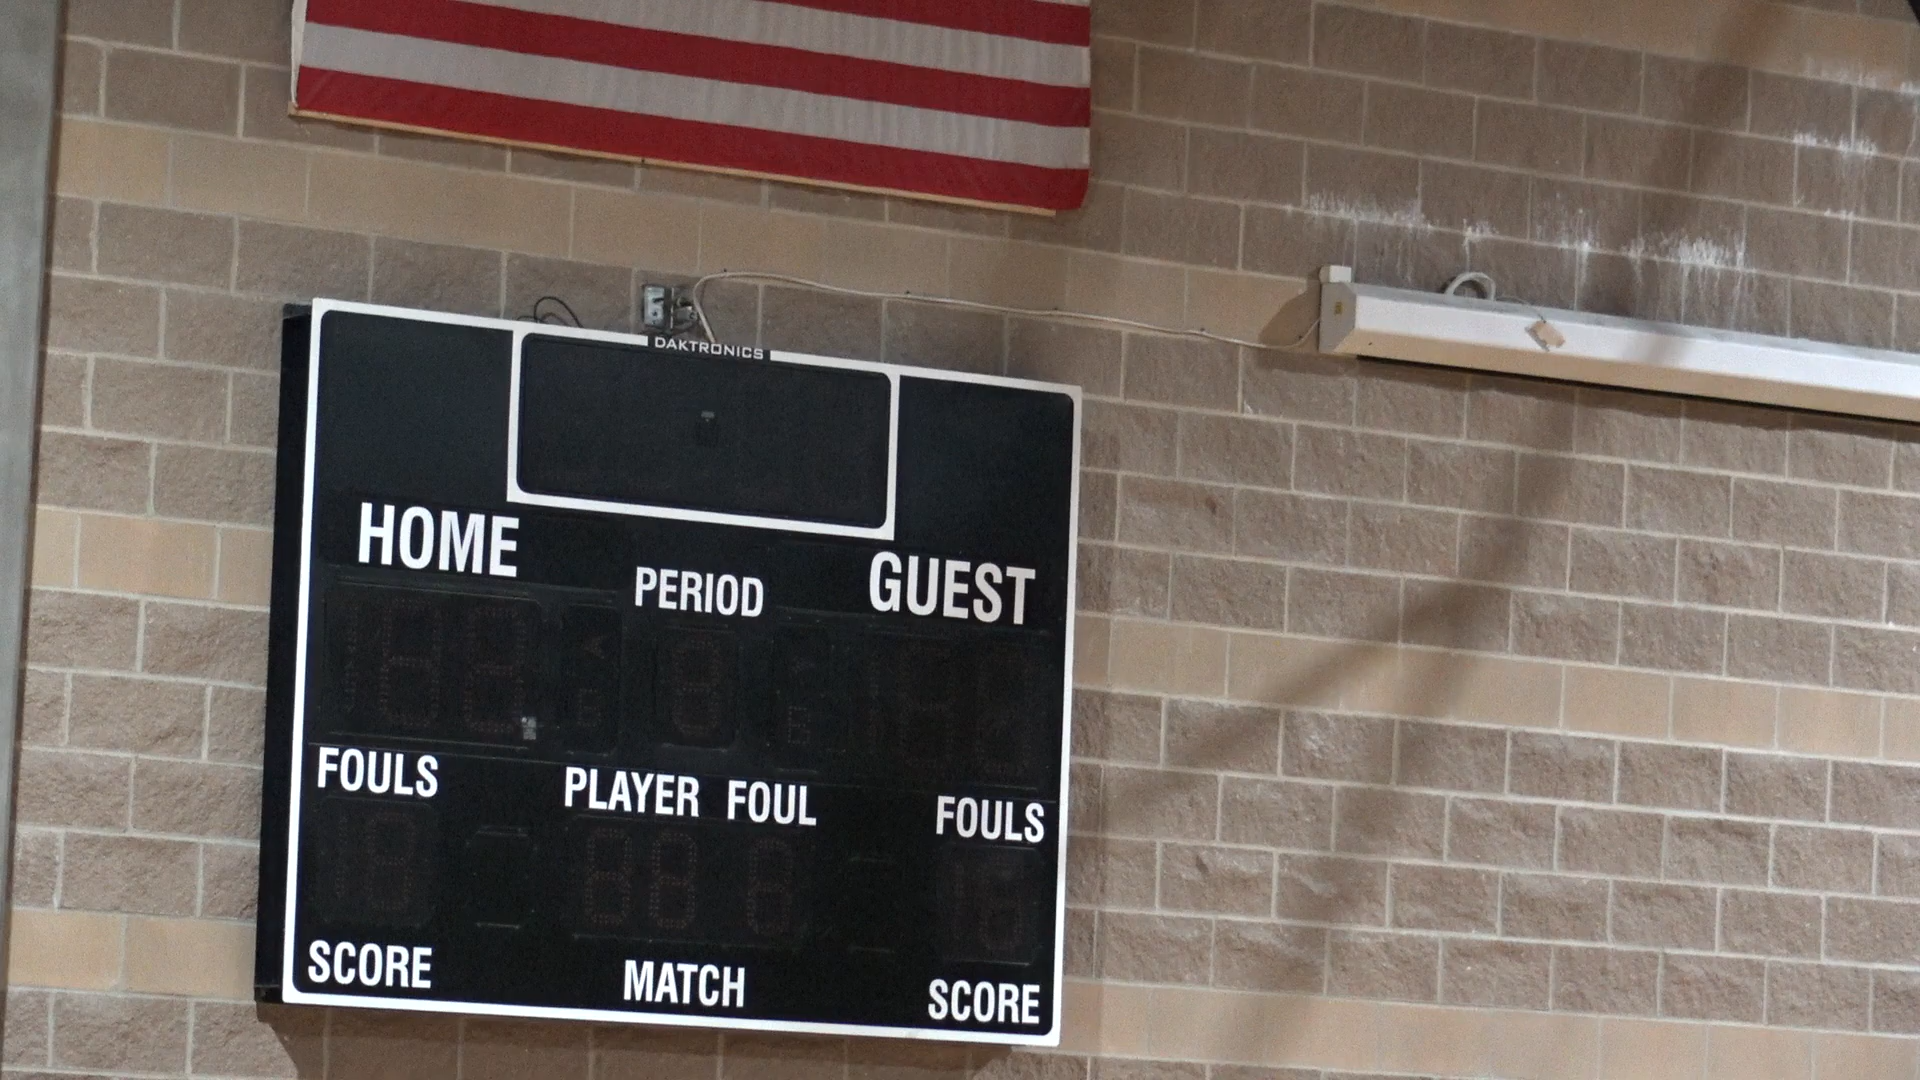 DAKTRONICS
HOME
PERIOD
GUEST
FOULS
PLAYER FOUL
FOULS
SCORE
MATCH
SCORE